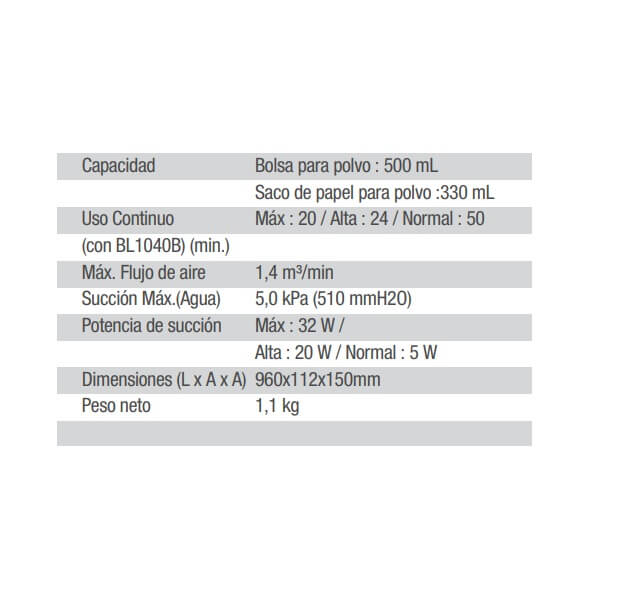 Capacidad Bolsa para polvo : 500 mL
Saco de papel para polvo :330 mL
Uso Continuo Máx : 20 / Alta : 24 / Normal : 50
(con BL1040B) (min.)
Máx. Flujo de aire 1,4 m³/min
Succión Máx.(Agua) 5,0 kPa (510 mmH2O)
Potencia de succión Máx : 32 W /
Alta : 20 W / Normal : 5 W
Dimensiones (L x A x A) 960x112x150mm
Peso neto 1,1 kg